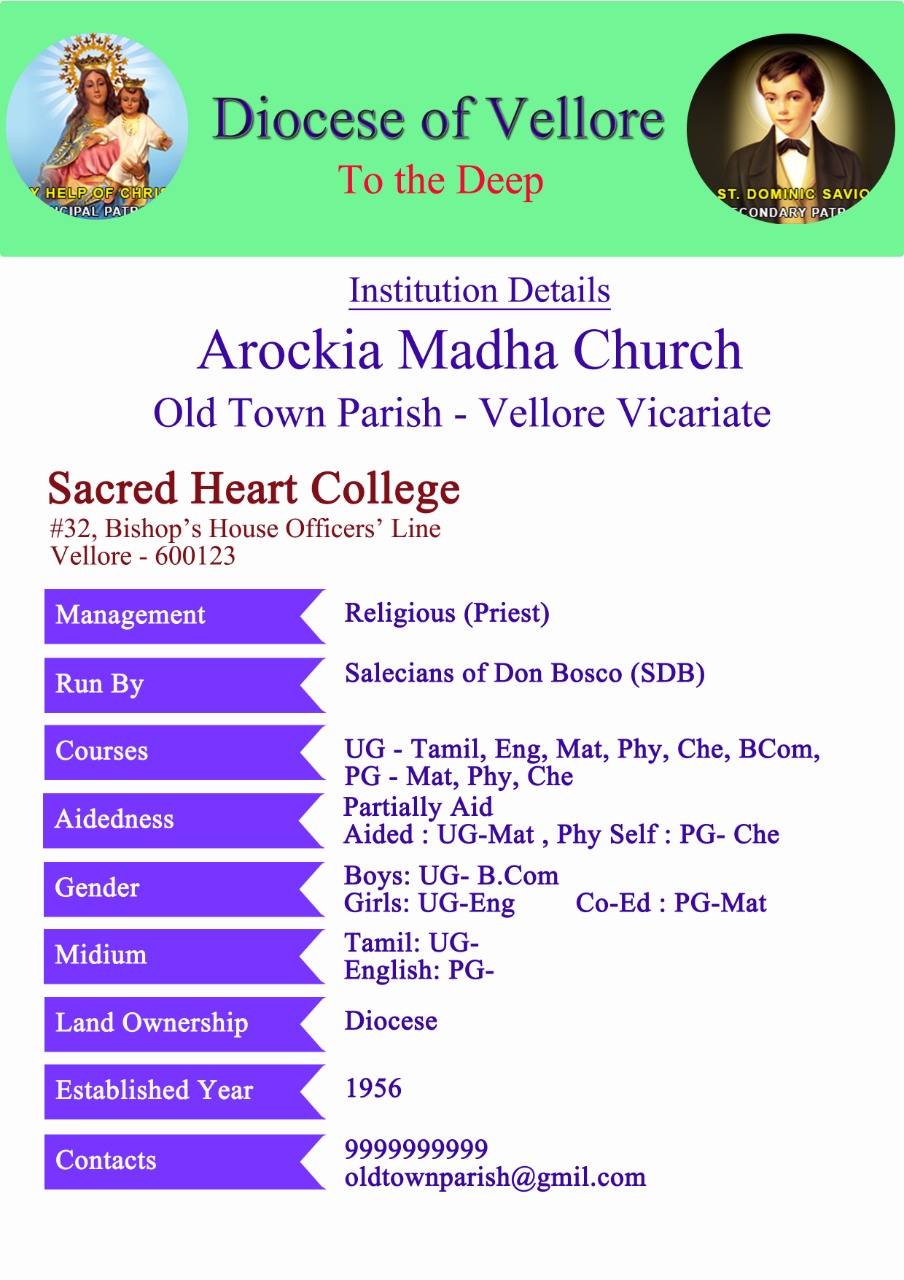 Diocese of Vellore
To the Deep
Y HELP OF CHRIS
CIPAL PATR
ST. DOMINIC SAVIO
ECONDARY PATR
Institution Details
Arockia Madha Church
Old Town Parish - Vellore Vicariate
Sacred Heart College
#32, Bishop’s House Officers’ Line
Vellore - 600123
Management
Religious (Priest)
Run By
Salecians of Don Bosco (SDB)
Courses
UG - Tamil, Eng, Mat, Phy, Che, BCom,
PG - Mat, Phy, Che
Aidedness
Partially Aid
Aided : UG-Mat , Phy Self : PG- Che
Gender
Boys: UG- B.Com
Girls: UG-Eng Co-Ed : PG-Mat
Midium
Tamil: UG-
English: PG-
Land Ownership
Diocese
Established Year
1956
Contacts
9999999999
oldtownparish@gmil.com